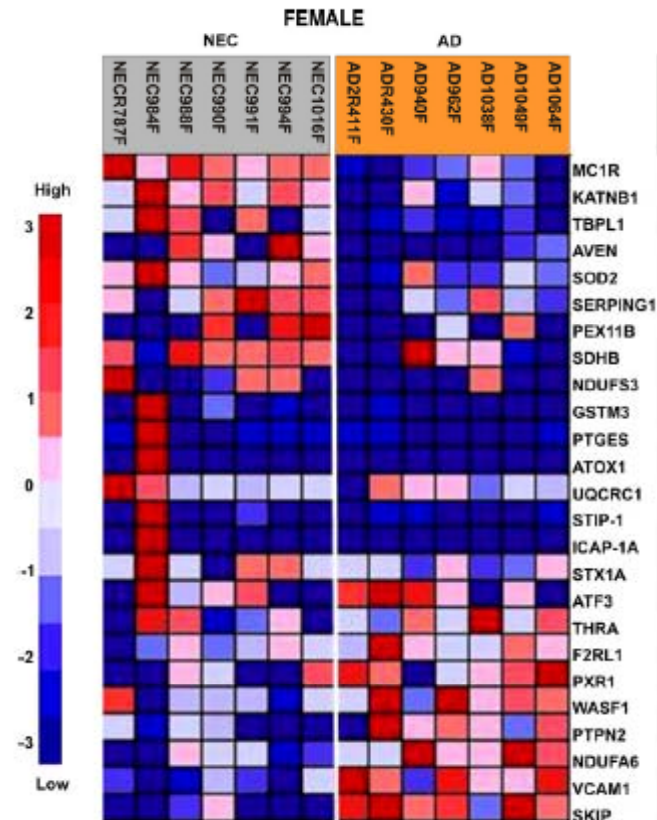 FEMALE
NEC AD
NECR787F NEC984F NEC988F NEC990F NEC991F NEC994F NEC1016F AD2R411F ADR430F AD940F AD962F AD1038F AD1049F AD1064F
MC1R
High KATNB1
3 TBPL1
AVEN
SOD2
2 SERPING1
PEX11B
SDHB
1 NDUFS3
GSTM3
PTGES
0 ATOX1
UQCRC1
STIP-1
-1 ICAP-1A
STX1A
ATF3
-2 THRA
F2RL1
PXR1
-3 WASF1
Low PTPN2
NDUFA6
VCAM1
SKIP